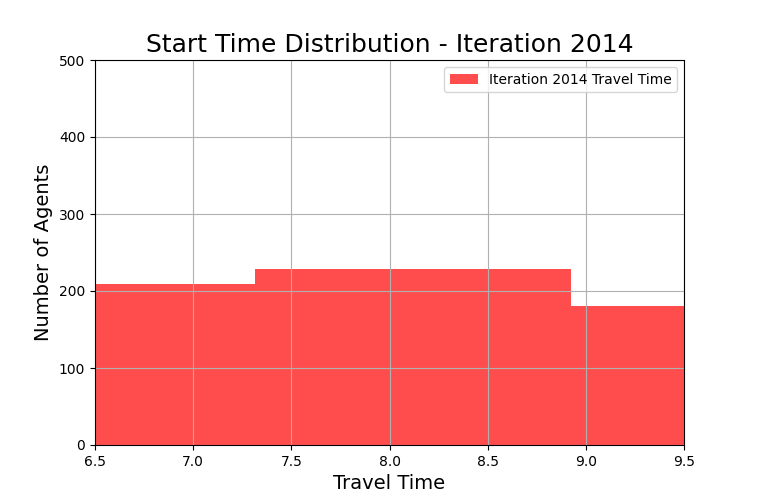 Start Time Distribution - Iteration 2014
Iteration 2014 Travel Time
Number of Agents
500
400
300
200
100
0
6.5 7.0 7.5 8.0 8.5 9.0 9.5
Travel Time